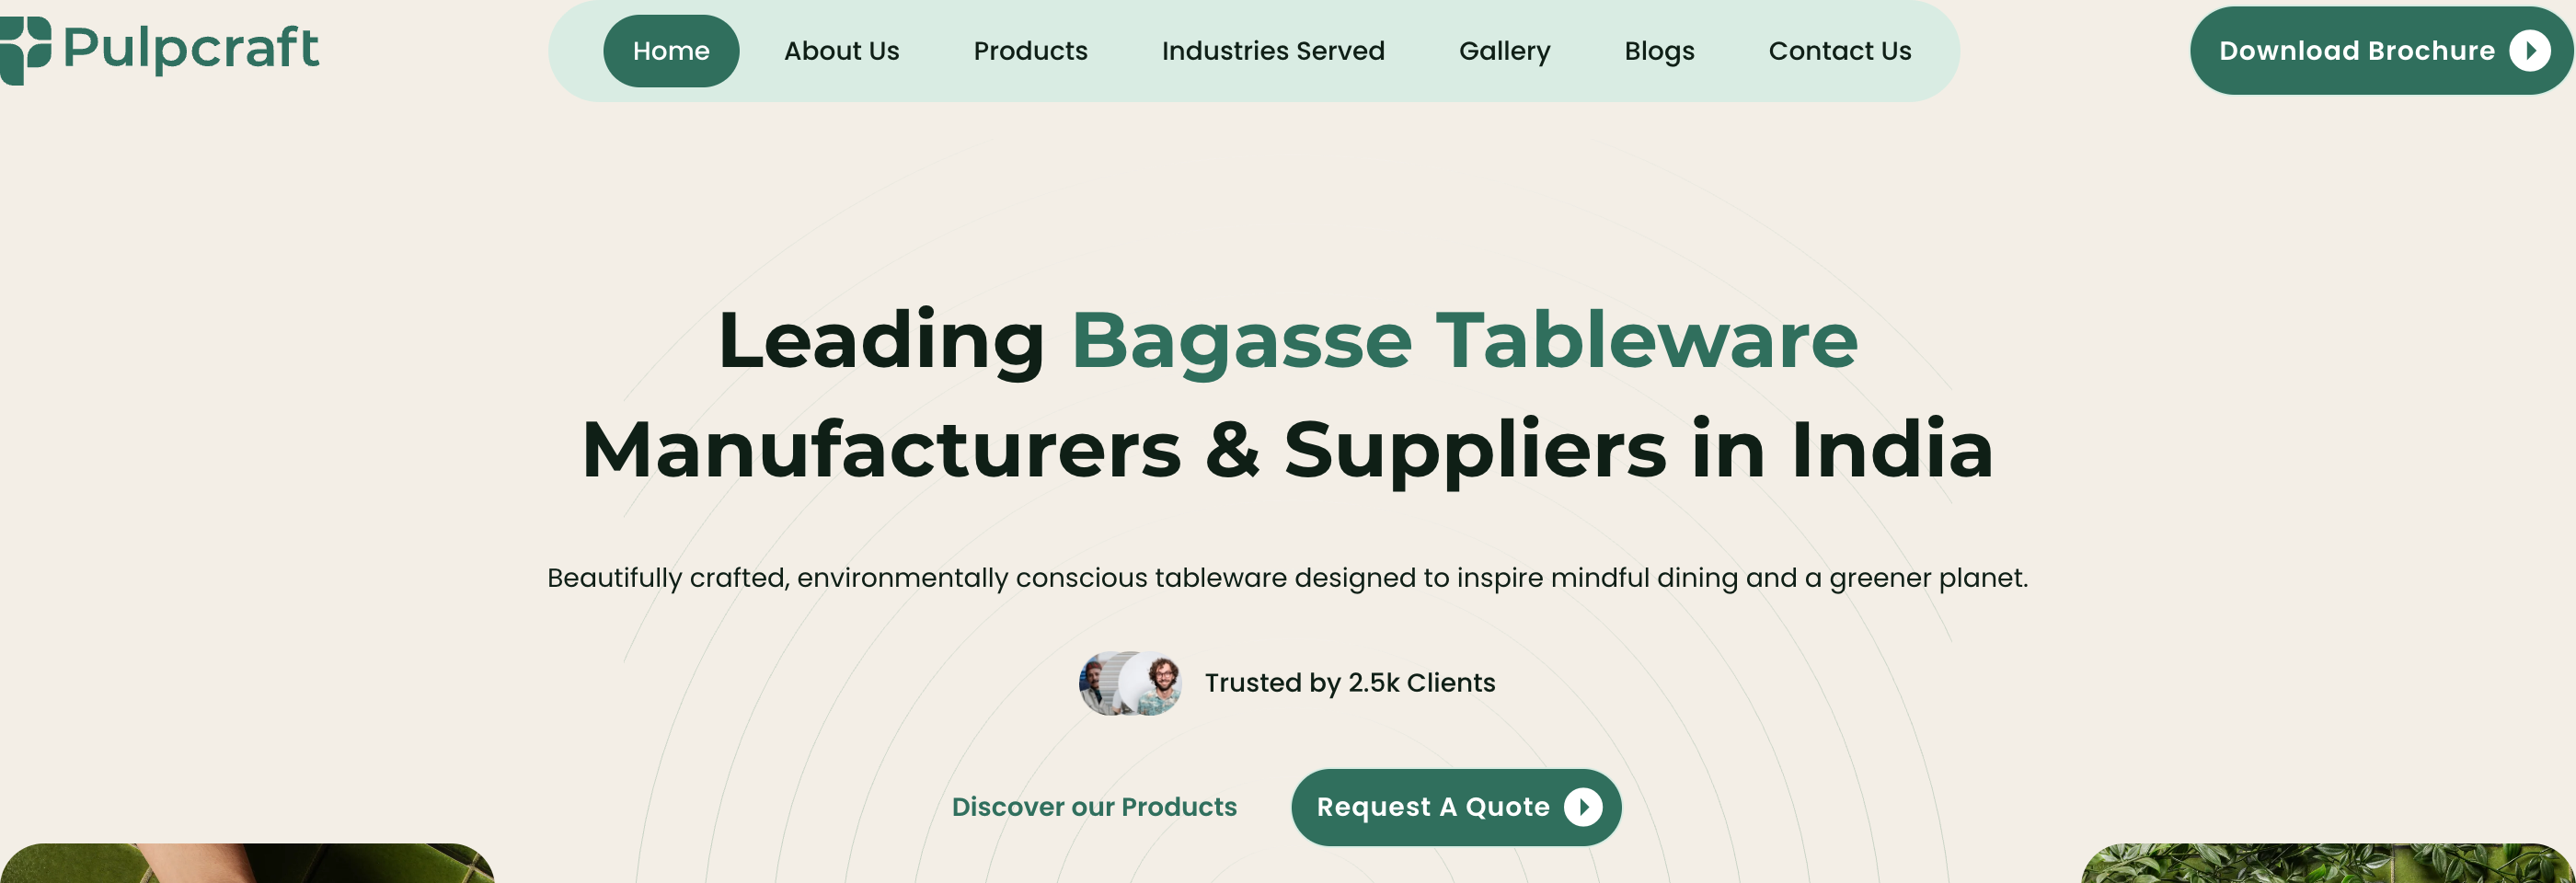 Pulpcraft
Home
About Us
Products
Industries Served
Gallery
Blogs
Contact Us
Download Brochure
Leading Bagasse Tableware
Manufacturers & Suppliers in India
Beautifully crafted, environmentally conscious tableware designed to inspire mindful dining and a greener planet.
Trusted by 2.5k Clients
Discover our Products
Request A Quote